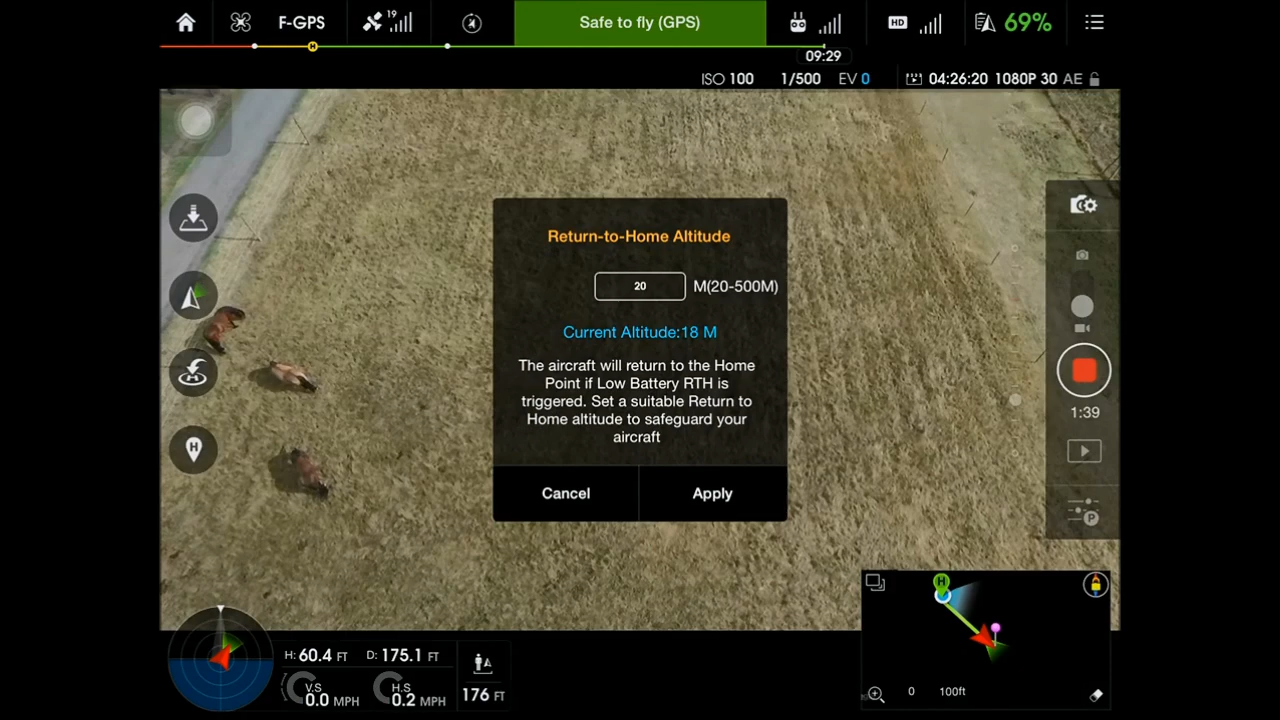 F-GPS
19
Safe to fly (GPS)
HD
69%
H
09:29
ISO 100
1/500
EV 0
04:26:20 1080P 30 AE
Return-to-Home Altitude
20
M(20-500M)
Current Altitude:18 M
The aircraft will return to the Home
Point if Low Battery RTH is
triggered. Set a suitable Return to
Home altitude to safeguard your
aircraft
Cancel
Apply
H
1:39
P
H
H: 60.4 FT
D: 175.1 FT
V.S
0.0 MPH
H.S
0.2 MPH
176 FT
0
100ft